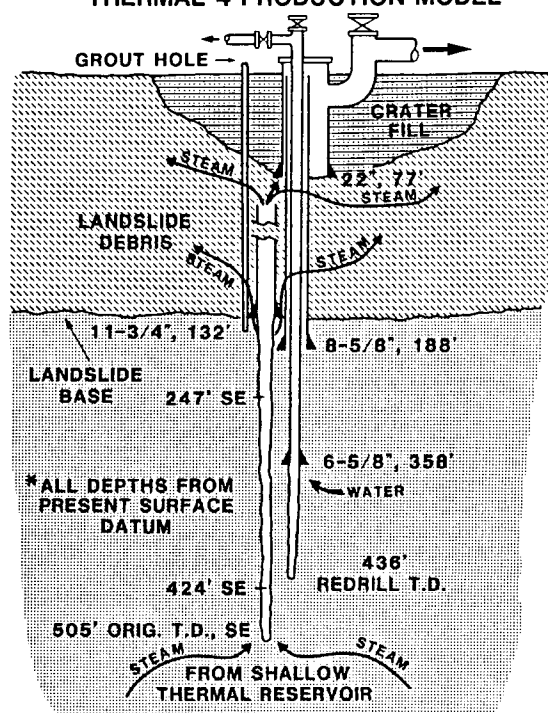 THERMAL 4 PRODUCTION MODEL
GROUT HOLE
CRATER
FILL
STEAM
22", 77'
STEAM
LANDSLIDE
DEBRIS
STEAM
STEAM
11-3/4", 132'
8-5/8", 188'
LANDSLIDE
BASE
247' SE
6-5/8", 358'
WATER
*ALL DEPTHS FROM
PRESENT SURFACE
DATUM
436'
REDRILL T.D.
424' SE
505' ORIG. T.D., SE
STEAM
STEAM
FROM SHALLOW
THERMAL RESERVOIR